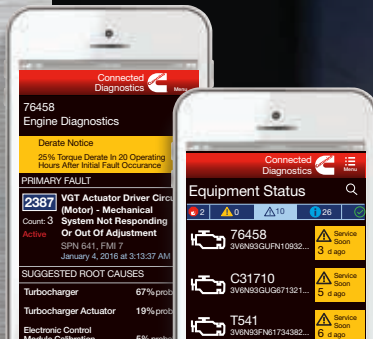 Connected
Diagnostics
Menu
76458
Engine Diagnostics
Derate Notice
25% Torque Derate In 20 Operating
Hours After Initial Fault Occurance
PRIMARY FAULT
2387
Count: 3
Active
VGT Actuator Driver Circu
(Motor) - Mechanical
System Not Responding
Or Out Of Adjustment
SPN 641, FMI 7
January 4, 2016 at 3:13:37 AM
SUGGESTED ROOT CAUSES
Turbocharger 67% prob
Turbocharger Actuator 19% prob
Electronic Control
Module Calibration 5% prob
Connected
Diagnostics
Menu
Equipment Status
2 0 10 26
76458
3V6N93GUFN10932...
Service
Soon
3 d ago
C31710
3V6N93GUG671321...
Service
Soon
5 d ago
T541
3V6N93FN61734382...
Service
Soon
6 d ago